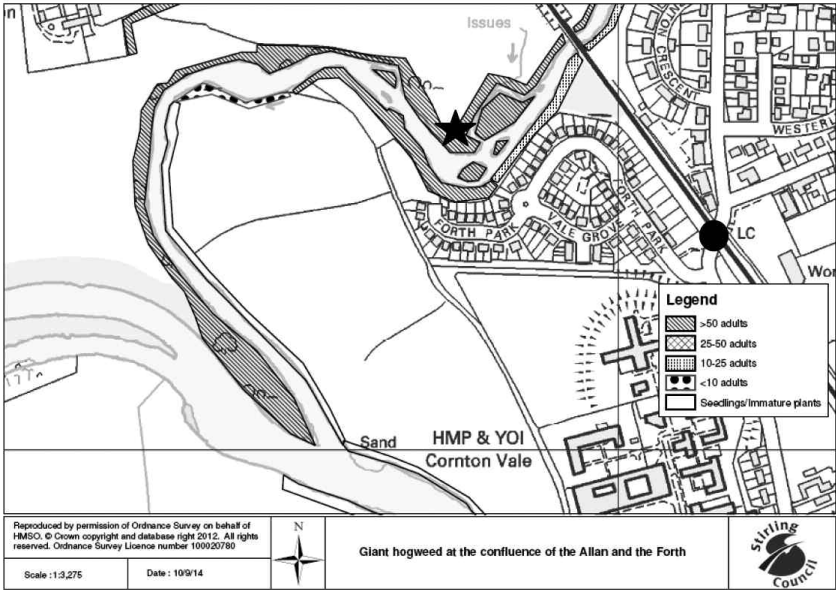 Issues
CRESCENT
WESTER
FORTH PARK
VALE GROV
FORTH PARK
LC
Wor
Legend
>50 adults
25-50 adults
10-25 adults
<10 adults
Seedlings/Immature plants
Sand
HMP & YOI
Cornton Vale
Reproduced by permission of Ordnance Survey on behalf of
HMSO. © Crown copyright and database right 2012. All rights
reserved. Ordnance Survey Licence number 100020780
Scale :1:3,275
Date : 10/9/14
N
Giant hogweed at the confluence of the Allan and the Forth
Stirling
Council